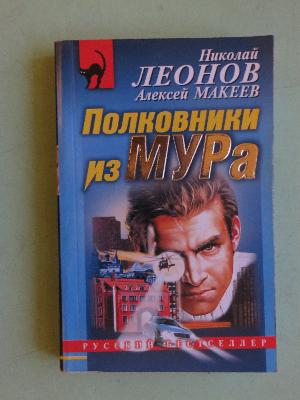 Николай
ЛЕОНОВ
Алексей МАКЕЕВ
Полковники
из МУРа
РУССКИЙ БЕСТСЕЛЛЕР